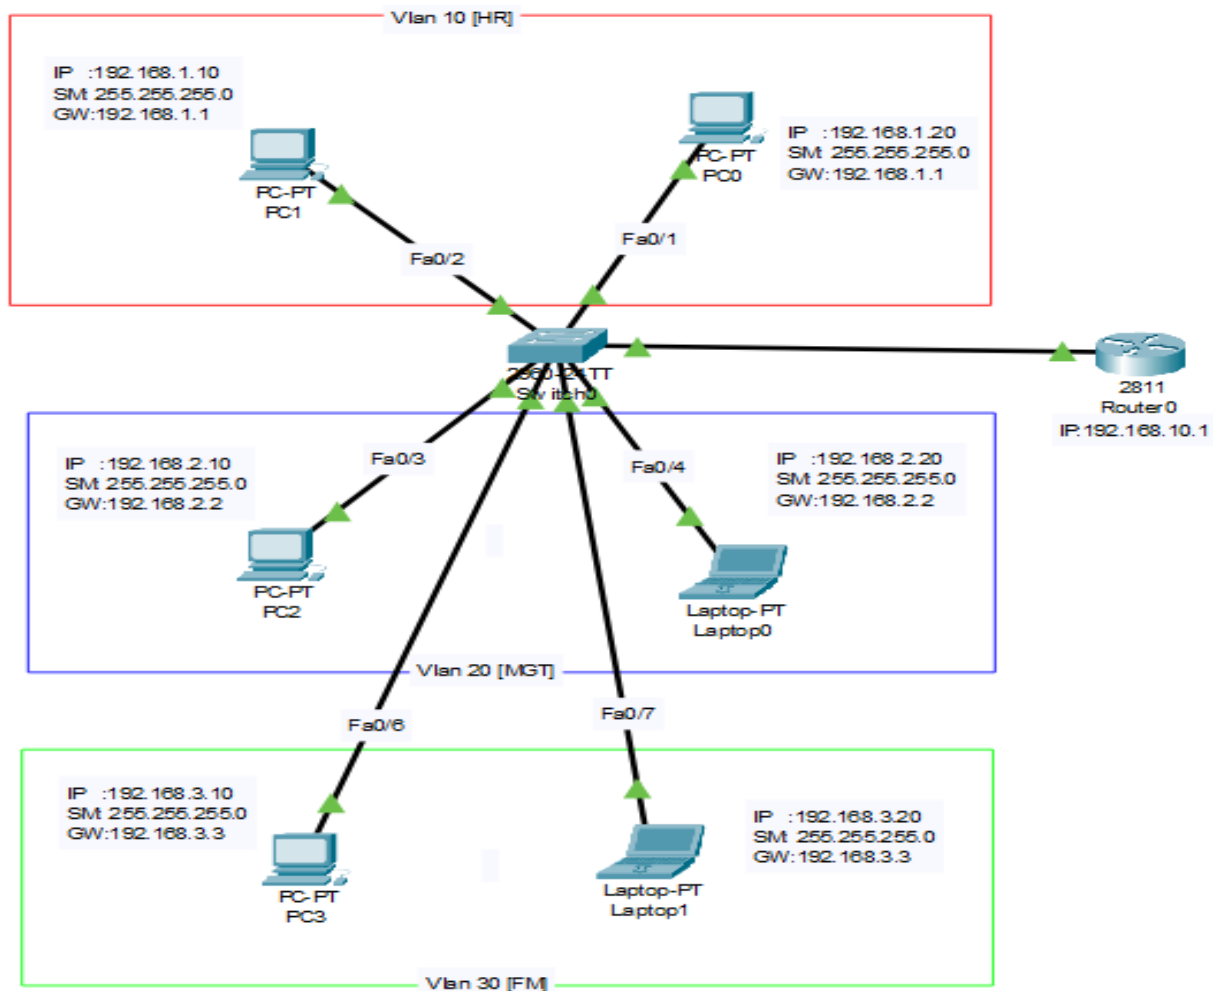 Vlan 10 [HR]
IP  :192.168.1.10
SM: 255.255.255.0
GW:192.168.1.1
PC-PT
PC1
PC-PT
PC0
IP  :192.168.1.20
SM: 255.255.255.0
GW:192.168.1.1
Fa0/2
Fa0/1
2960-24TT
Switch0
2811
Router0
IP:192.168.10.1
IP  :192.168.2.10
SM: 255.255.255.0
GW:192.168.2.2
Fa0/3
Fa0/4
IP  :192.168.2.20
SM: 255.255.255.0
GW:192.168.2.2
PC-PT
PC2
Laptop-PT
Laptop0
Vlan 20 [MGT]
Fa0/6
Fa0/7
IP  :192.168.3.10
SM: 255.255.255.0
GW:192.168.3.3
PC-PT
PC3
Laptop-PT
Laptop1
IP  :192.168.3.20
SM: 255.255.255.0
GW:192.168.3.3
Vlan 30 [FM]